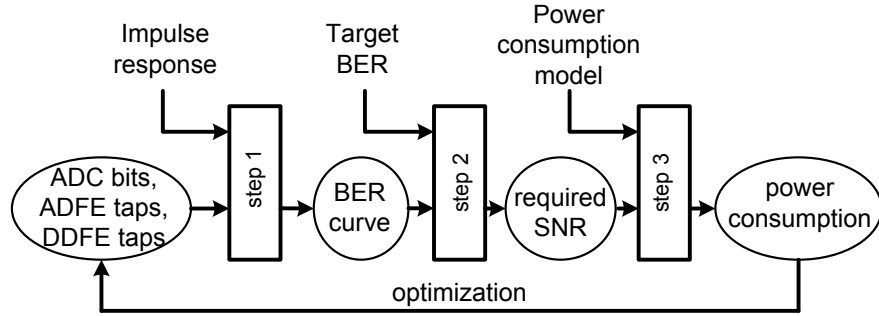 Impulse
response
Target
BER
Power
consumption
model
ADC bits,
ADFE taps,
DDFE taps
step 1
BER
curve
step 2
required
SNR
step 3
power
consumption
optimization